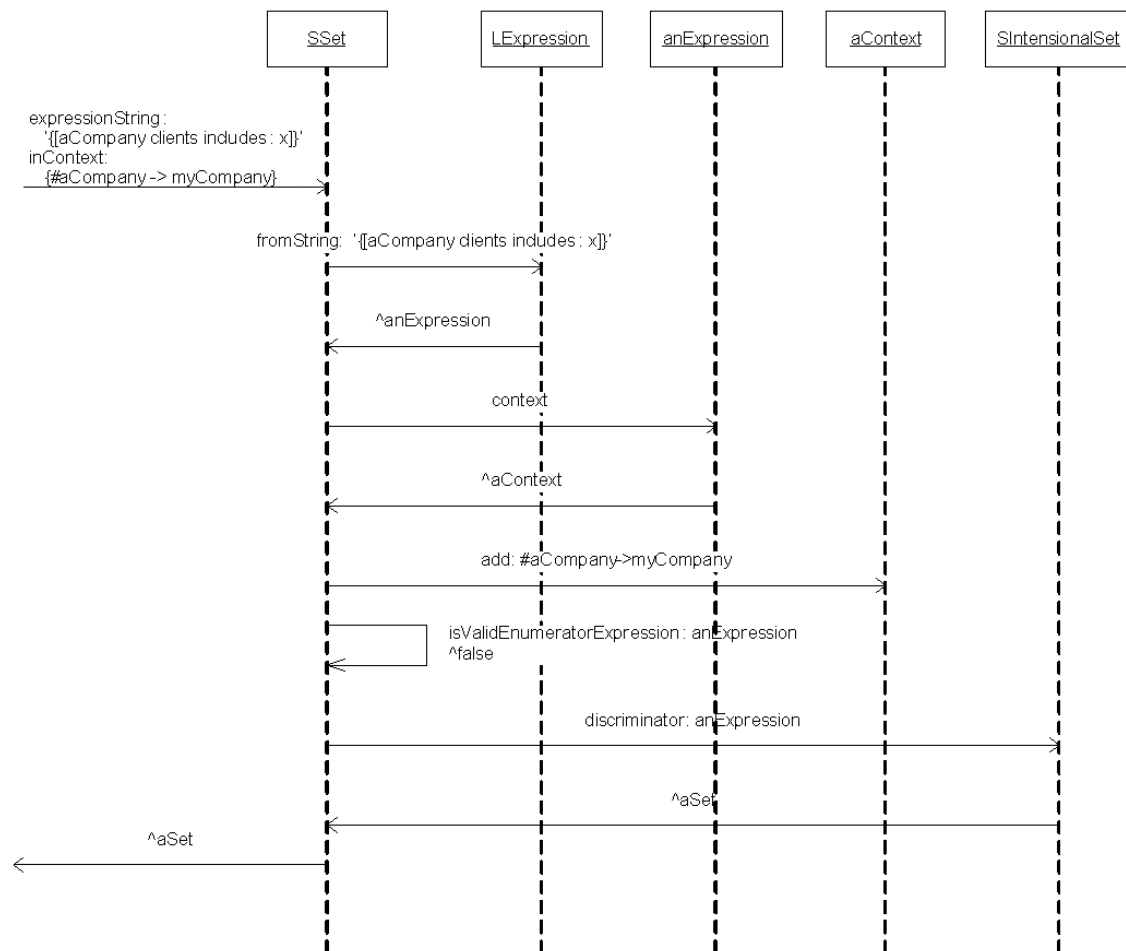 SSet
LExpression
anExpression
aContext
SIntensionalSet
expressionString :
'{[aCompany clients includes : x]}'
inContext:
{#aCompany -> myCompany}
fromString: '{[aCompany clients includes : x]}'
^anExpression
context
^aContext
add: #aCompany->myCompany
isValidEnumeratorExpression : anExpression
^false
discriminator: anExpression
^aSet
^aSet